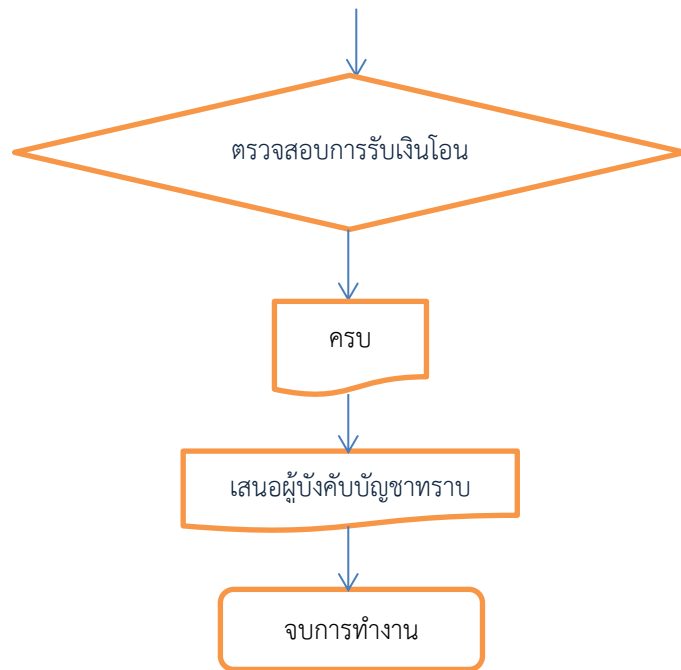 ตรวจสอบการรับเงินโอน
ครบ
เสนอผู้บังคับบัญชาทราบ
จบการทำงาน